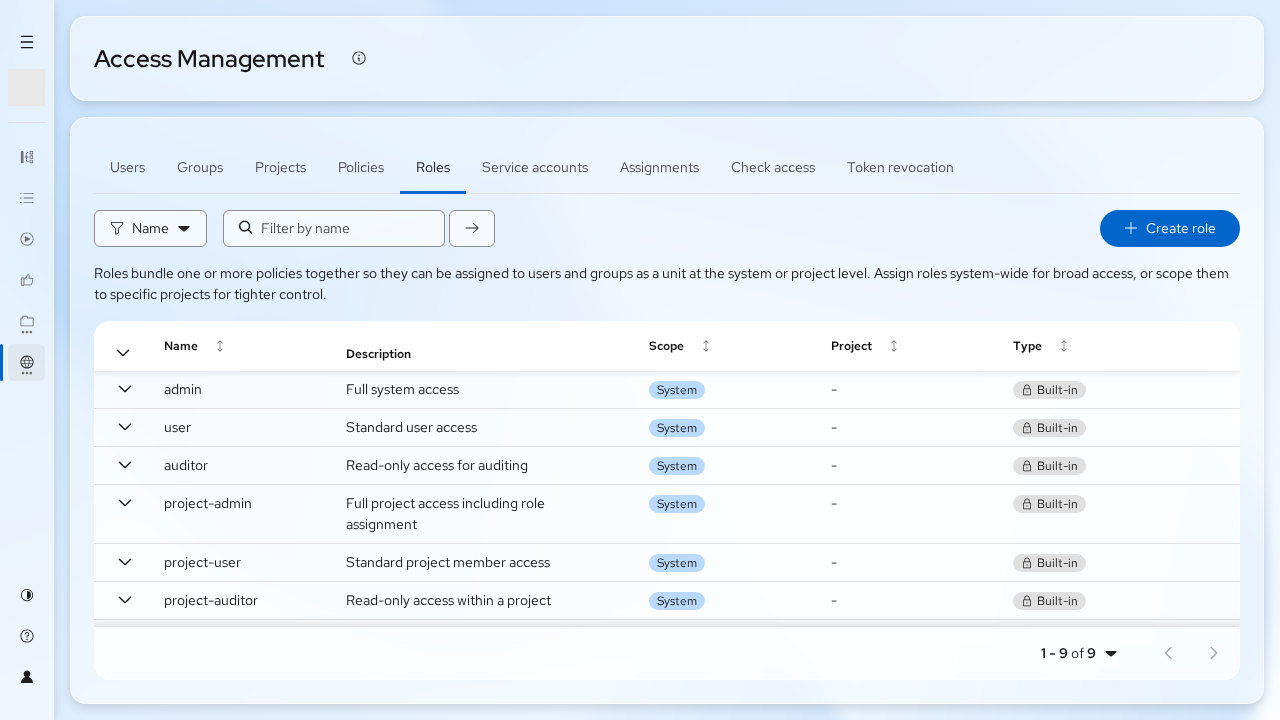 Access Management
Users Groups Projects Policies Roles Service accounts Assignments Check access Token revocation
Name Filter by name Create role
Roles bundle one or more policies together so they can be assigned to users and groups as a unit at the system or project level. Assign roles system-wide for broad access, or scope them
to specific projects for tighter control.
Name Description Scope Project Type
admin Full system access System - Built-in
user Standard user access System - Built-in
auditor Read-only access for auditing System - Built-in
project-admin Full project access including role System - Built-in
assignment
project-user Standard project member access System - Built-in
project-auditor Read-only access within a project System - Built-in
1 - 9 of 9